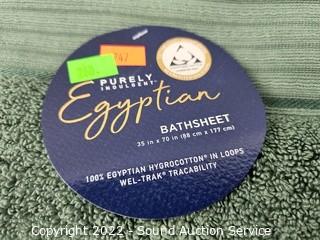 747
PURELY
INDULGENT™
Egyptian
BATHSHEET
35 in x 70 in (88 cm x 177 cm)
100% EGYPTIAN HYGROCOTTON® IN LOOPS
WEL-TRAK® TRACABILITY
Copyright 2022 - Sound Auction Service